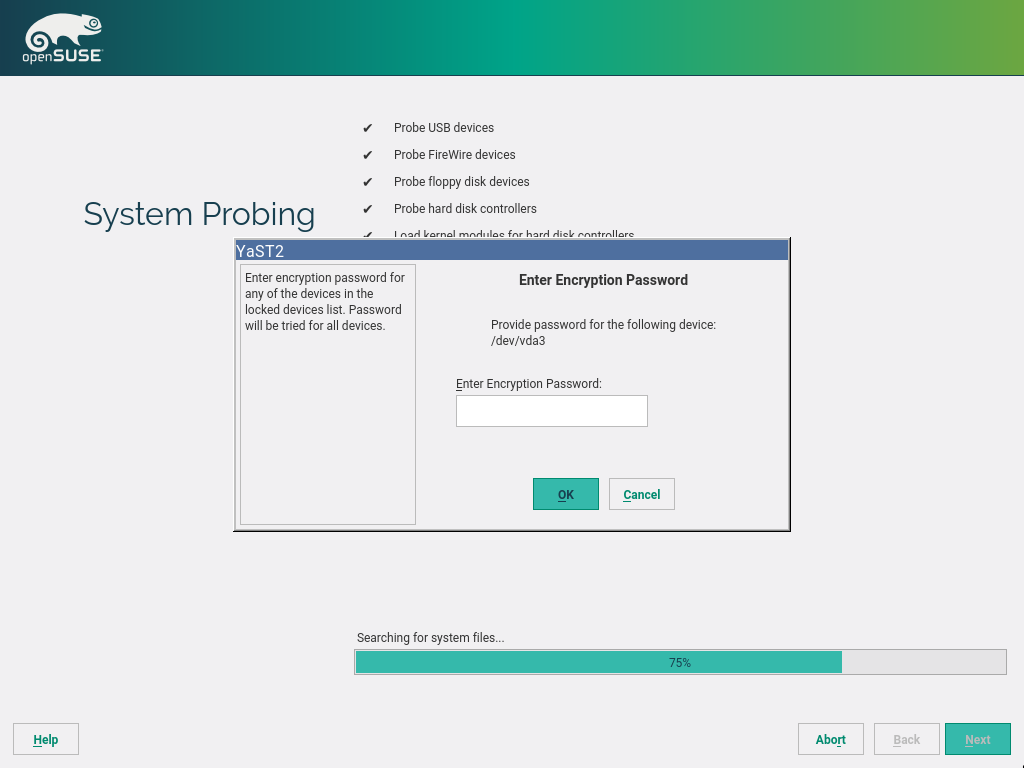 openSUSE
System Probing
✔ Probe USB devices
✔ Probe FireWire devices
✔ Probe floppy disk devices
✔ Probe hard disk controllers
✔ Load kernel modules for hard disk controllers
YaST2
Enter encryption password for
any of the devices in the
locked devices list. Password
will be tried for all devices.
Enter Encryption Password
Provide password for the following device:
/dev/vda3
Enter Encryption Password:
OK
Cancel
Searching for system files...
75%
Help
Abort
Back
Next